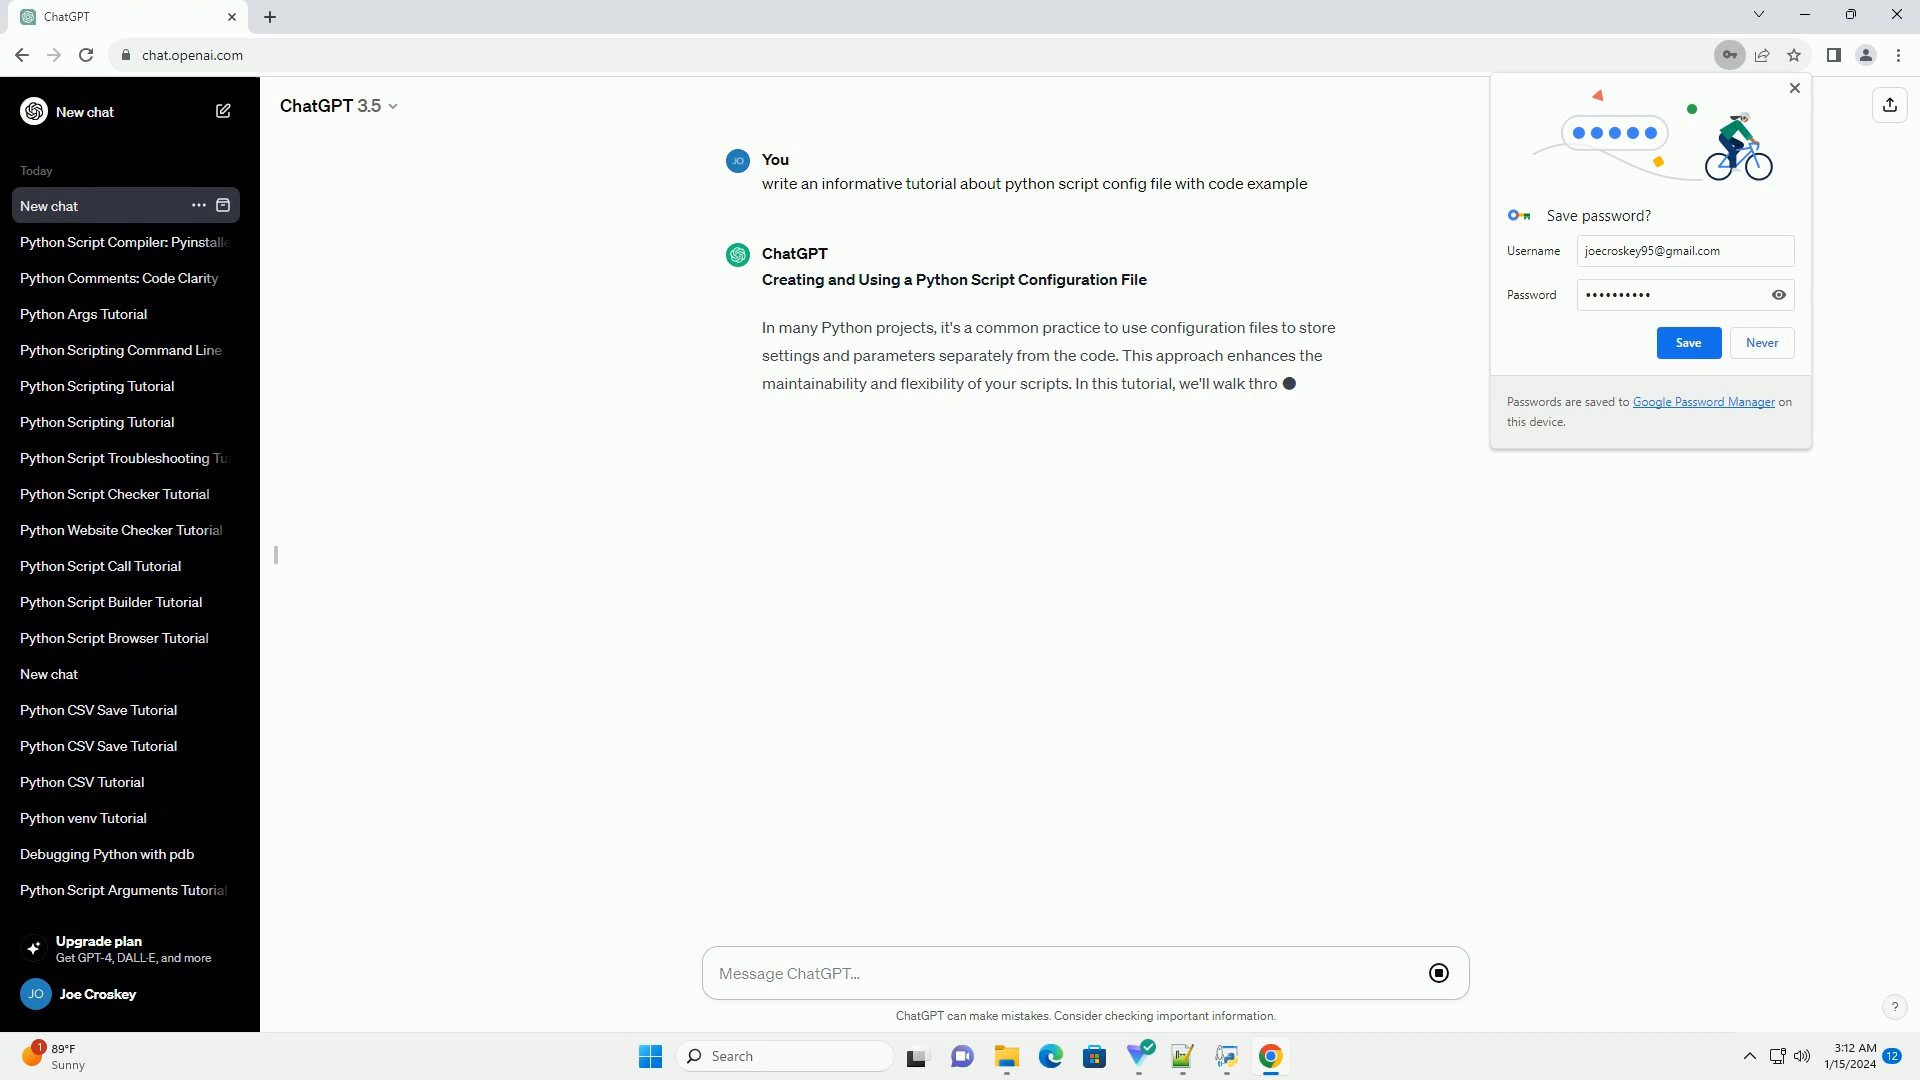 ChatGPT
chat.openai.com
New chat
Today
New chat
Python Script Compiler: Pyinstalle
Python Comments: Code Clarity
Python Args Tutorial
Python Scripting Command Line
Python Scripting Tutorial
Python Scripting Tutorial
Python Script Troubleshooting Tu
Python Script Checker Tutorial
Python Website Checker Tutorial
Python Script Call Tutorial
Python Script Builder Tutorial
Python Script Browser Tutorial
New chat
Python CSV Save Tutorial
Python CSV Save Tutorial
Python CSV Tutorial
Python venv Tutorial
Debugging Python with pdb
Python Script Arguments Tutorial
Upgrade plan
Get GPT-4, DALL·E, and more
JO Joe Croskey
ChatGPT 3.5
JO You
write an informative tutorial about python script config file with code example
ChatGPT
Creating and Using a Python Script Configuration File
In many Python projects, it's a common practice to use configuration files to store
settings and parameters separately from the code. This approach enhances the
maintainability and flexibility of your scripts. In this tutorial, we'll walk thro
Save password?
Username joecroskey95@gmail.com
Password ••••••••••
Save Never
Passwords are saved to Google Password Manager on
this device.
Message ChatGPT...
ChatGPT can make mistakes. Consider checking important information.
?
1 89°F
Sunny
Search
3:12 AM
1/15/2024 12